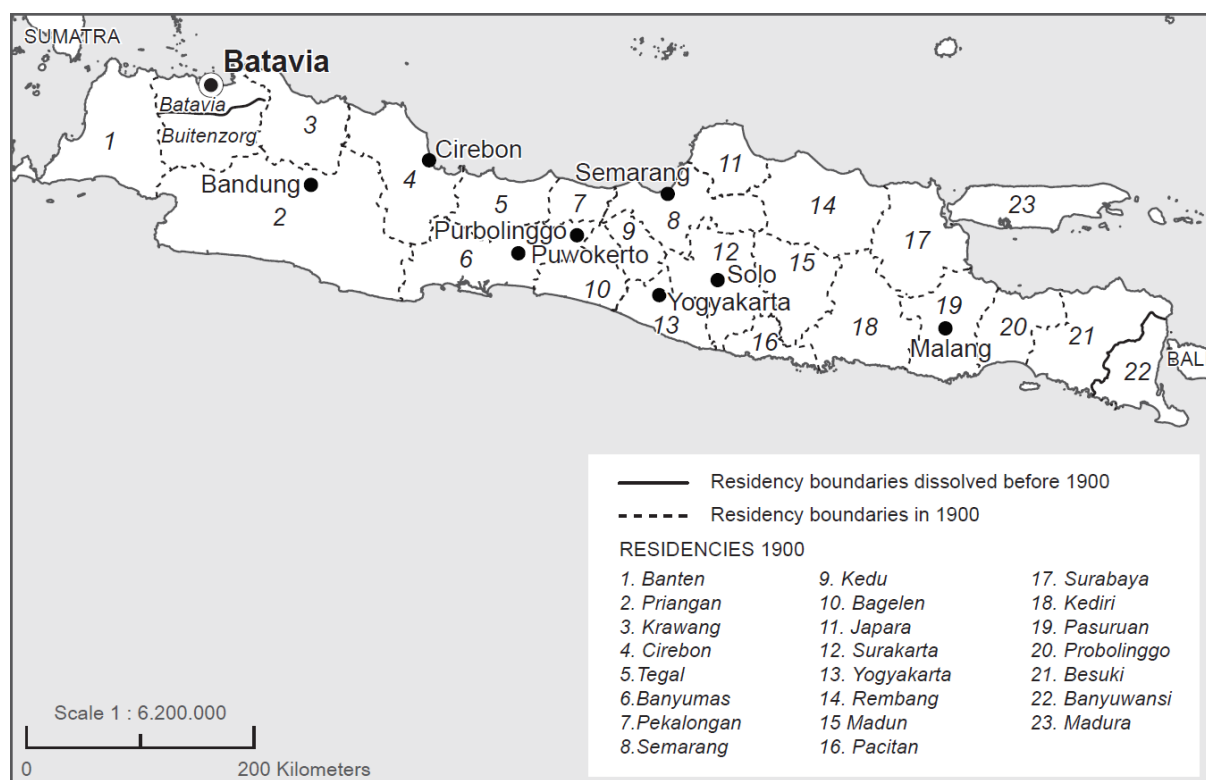 SUMATRA
Batavia
Batavia
Buitenzorg
1
3
Cirebon
Bandung
4
2
Semarang
11
5
7
8
14
23
Purbolinggo
9
17
6
Puwokerto
12
15
10
Solo
Yogyakarta
13
16
18
19
Malang
20
21
22
BAL
Residency boundaries dissolved before 1900
Residency boundaries in 1900
RESIDENCIES 1900
1. Banten
2. Priangan
3. Krawang
4. Cirebon
5.Tegal
6.Banyumas
7.Pekalongan
8.Semarang
9. Kedu
10. Bagelen
11. Japara
12. Surakarta
13. Yogyakarta
14. Rembang
15 Madun
16. Pacitan
17. Surabaya
18. Kediri
19. Pasuruan
20. Probolinggo
21. Besuki
22. Banyuwansi
23. Madura
Scale 1 : 6.200.000
0 200 Kilometers